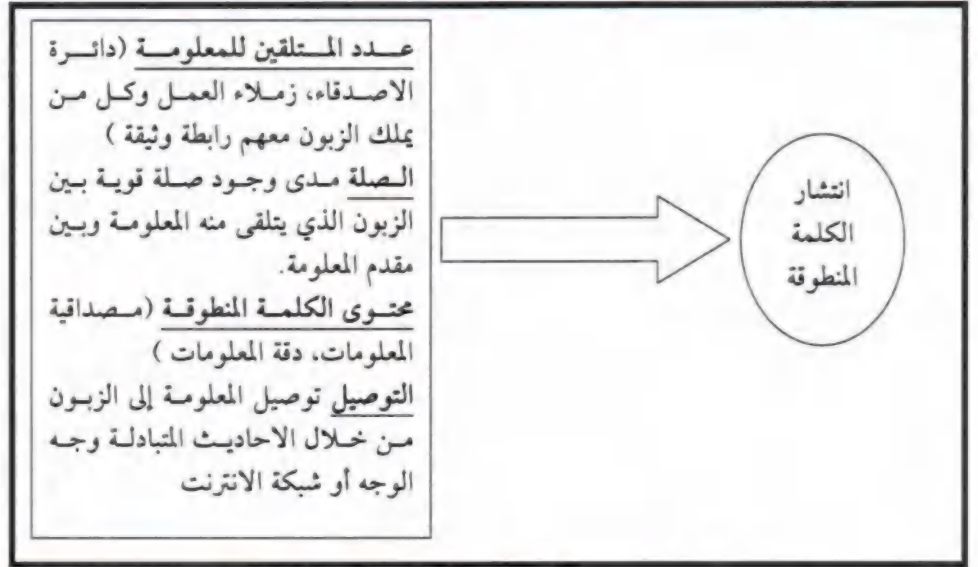 عدد المتلقين للمعلومة (دائرة
الاصدقاء، زملاء العمل وكل من
يملك الزبون معهم رابطة وثيقة )
الصلة مدى وجود صلة قوية بين
الزبون الذي يتلقى منه المعلومة وبين
مقدم المعلومة.
محتوى الكلمة المنطوقة (مصداقية
المعلومات، دقة المعلومات )
التوصيل توصيل المعلومة إلى الزبون
من خلال الاحاديث المتبادلة وجه
الوجه أو شبكة الانترنت
انتشار
الكلمة
المنطوقة